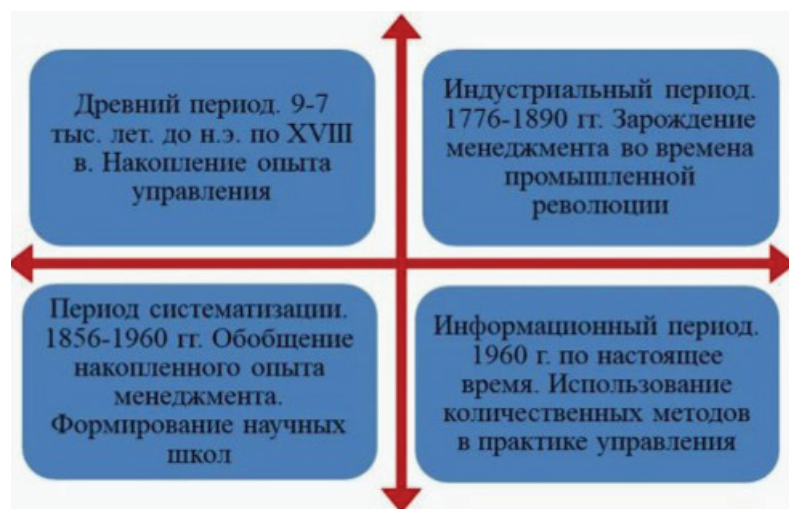 Древний период. 9-7
тыс. лет. до н.э. по XVIII
в. Накопление опыта
управления
Индустриальный период.
1776-1890 гг. Зарождение
менеджмента во времена
промышленной
революции
Период систематизации.
1856-1960 гг. Обобщение
накопленного опыта
менеджмента.
Формирование научных
школ
Информационный период.
1960 г. по настоящее
время. Использование
количественных методов
в практике управления